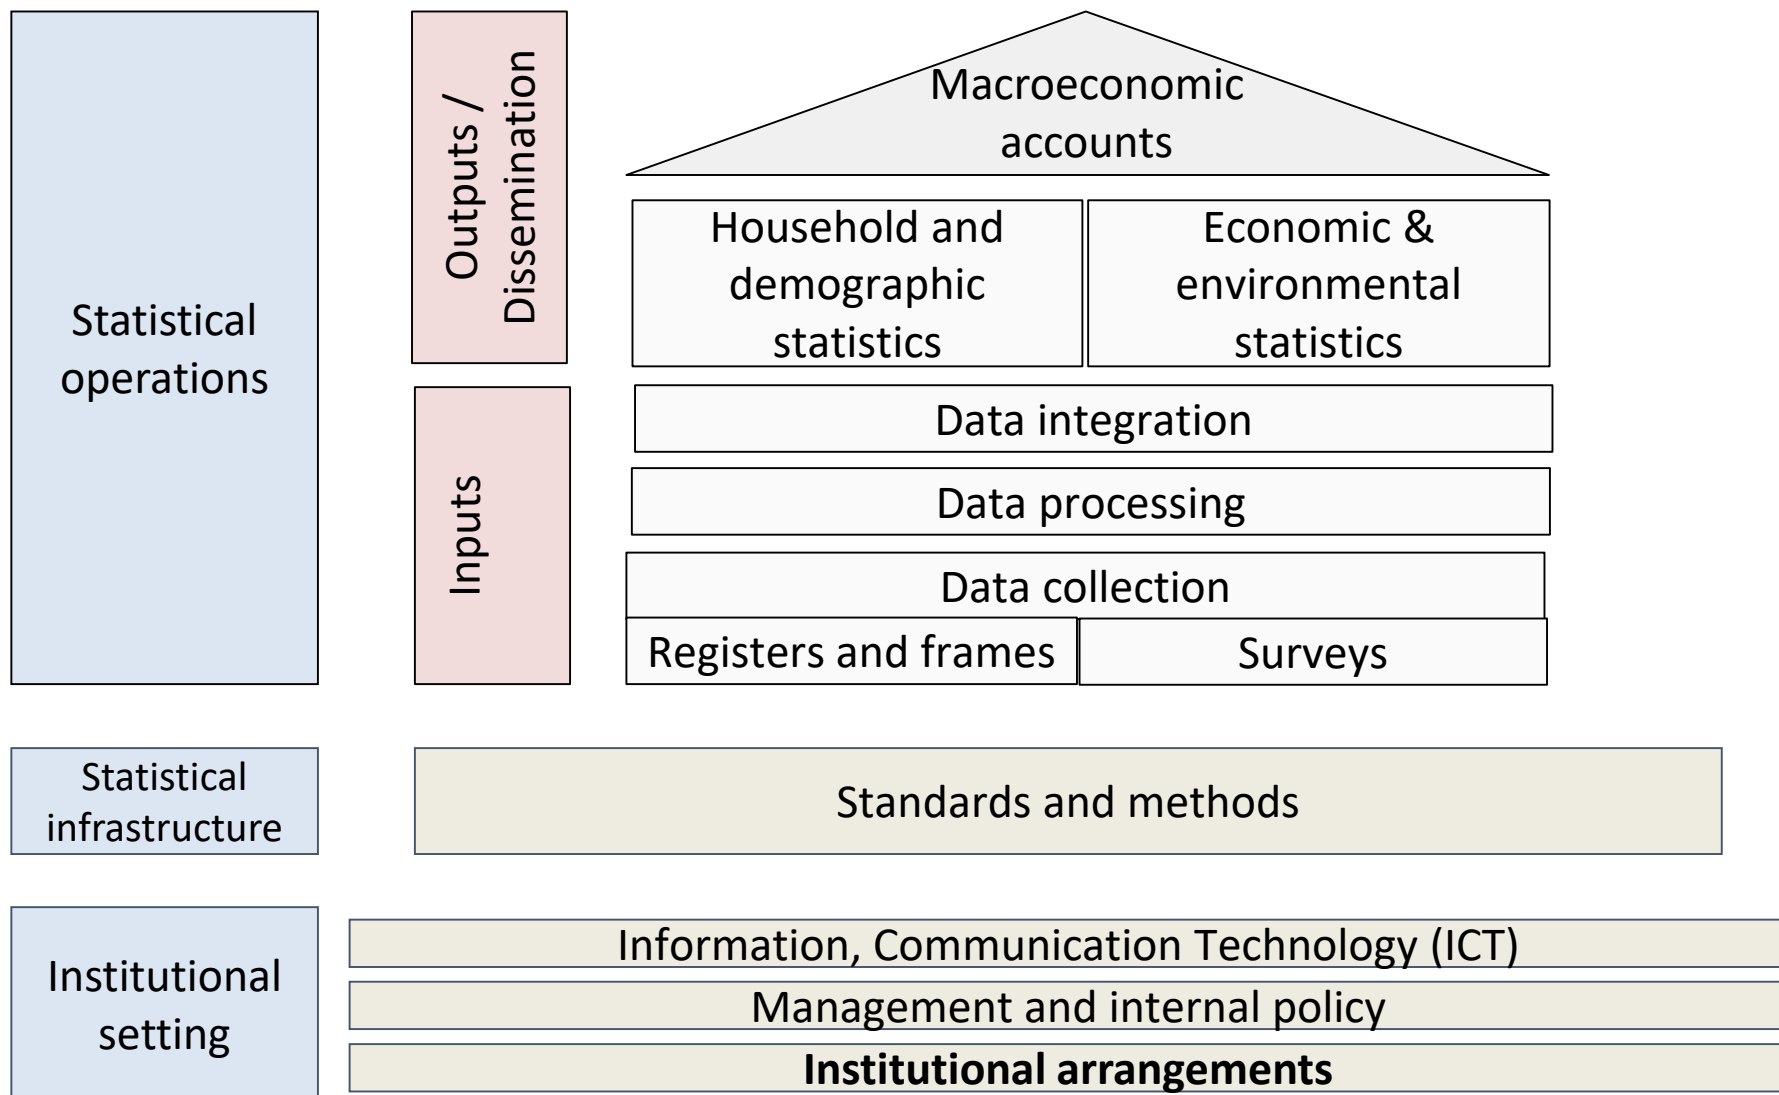 Statistical
operations
Outputs /
Dissemination
Macroeconomic
accounts
Household and
demographic
statistics
Economic &
environmental
statistics
Inputs
Data integration
Data processing
Data collection
Registers and frames
Surveys
Statistical
infrastructure
Standards and methods
Institutional
setting
Information, Communication Technology (ICT)
Management and internal policy
Institutional arrangements